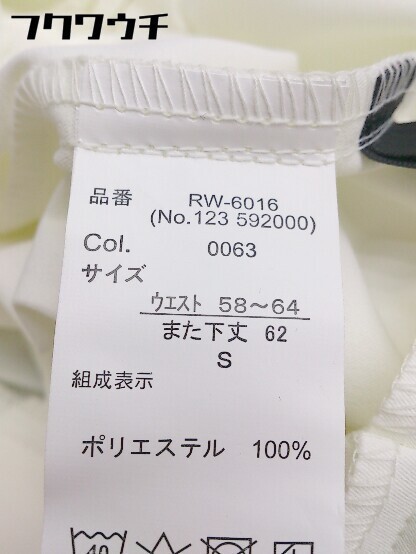 フクワウチ
品番 RW-6016
(No.123 592000)
Col. 0063
サイズ
ウエスト 58〜64
また下丈 62
S
組成表示
ポリエステル 100%
40